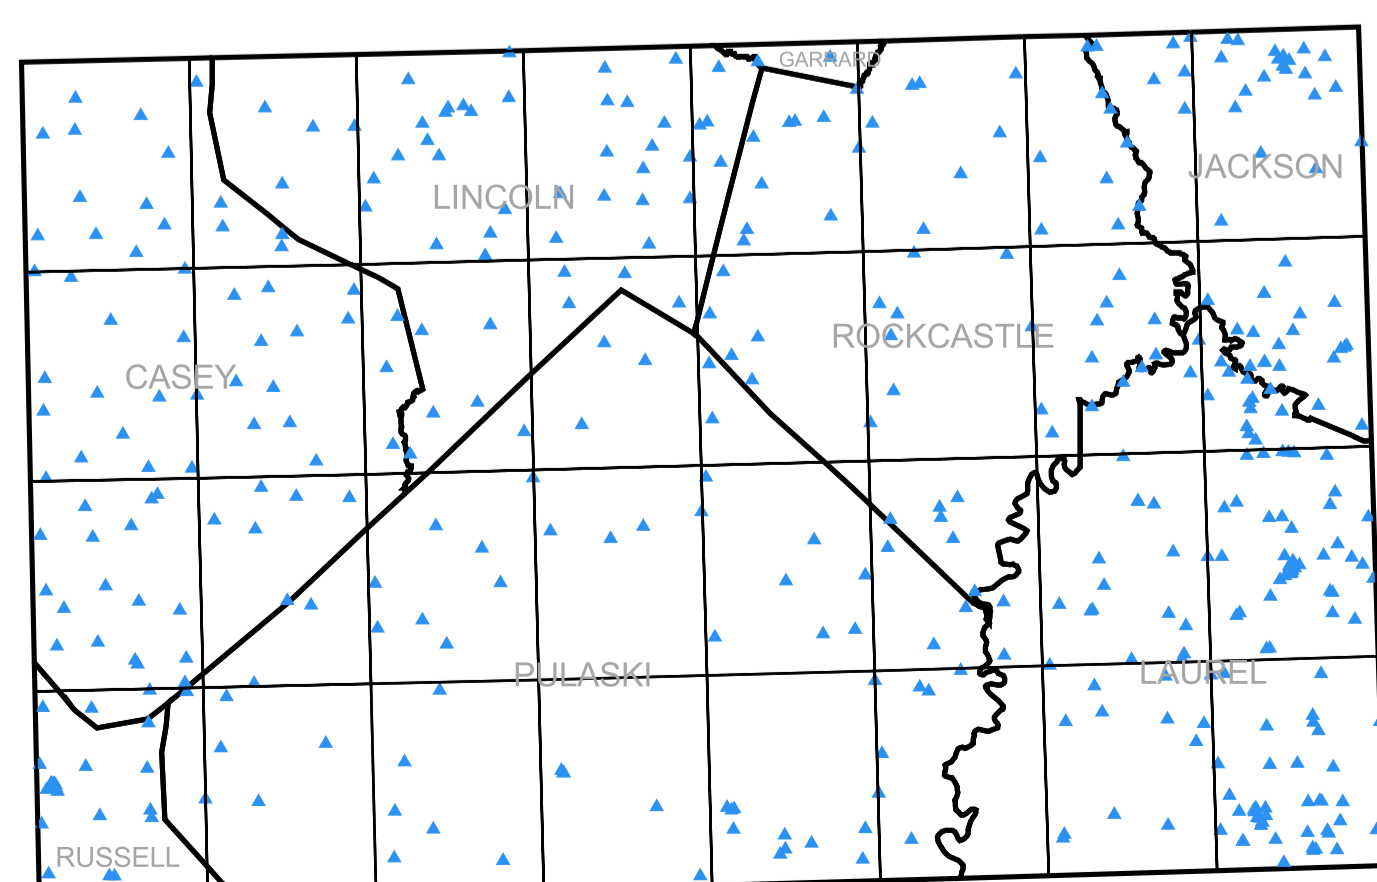 GARRARD
JACKSON
LINCOLN
ROCKCASTLE
CASEY
PULASKI
LAUREL
RUSSELL